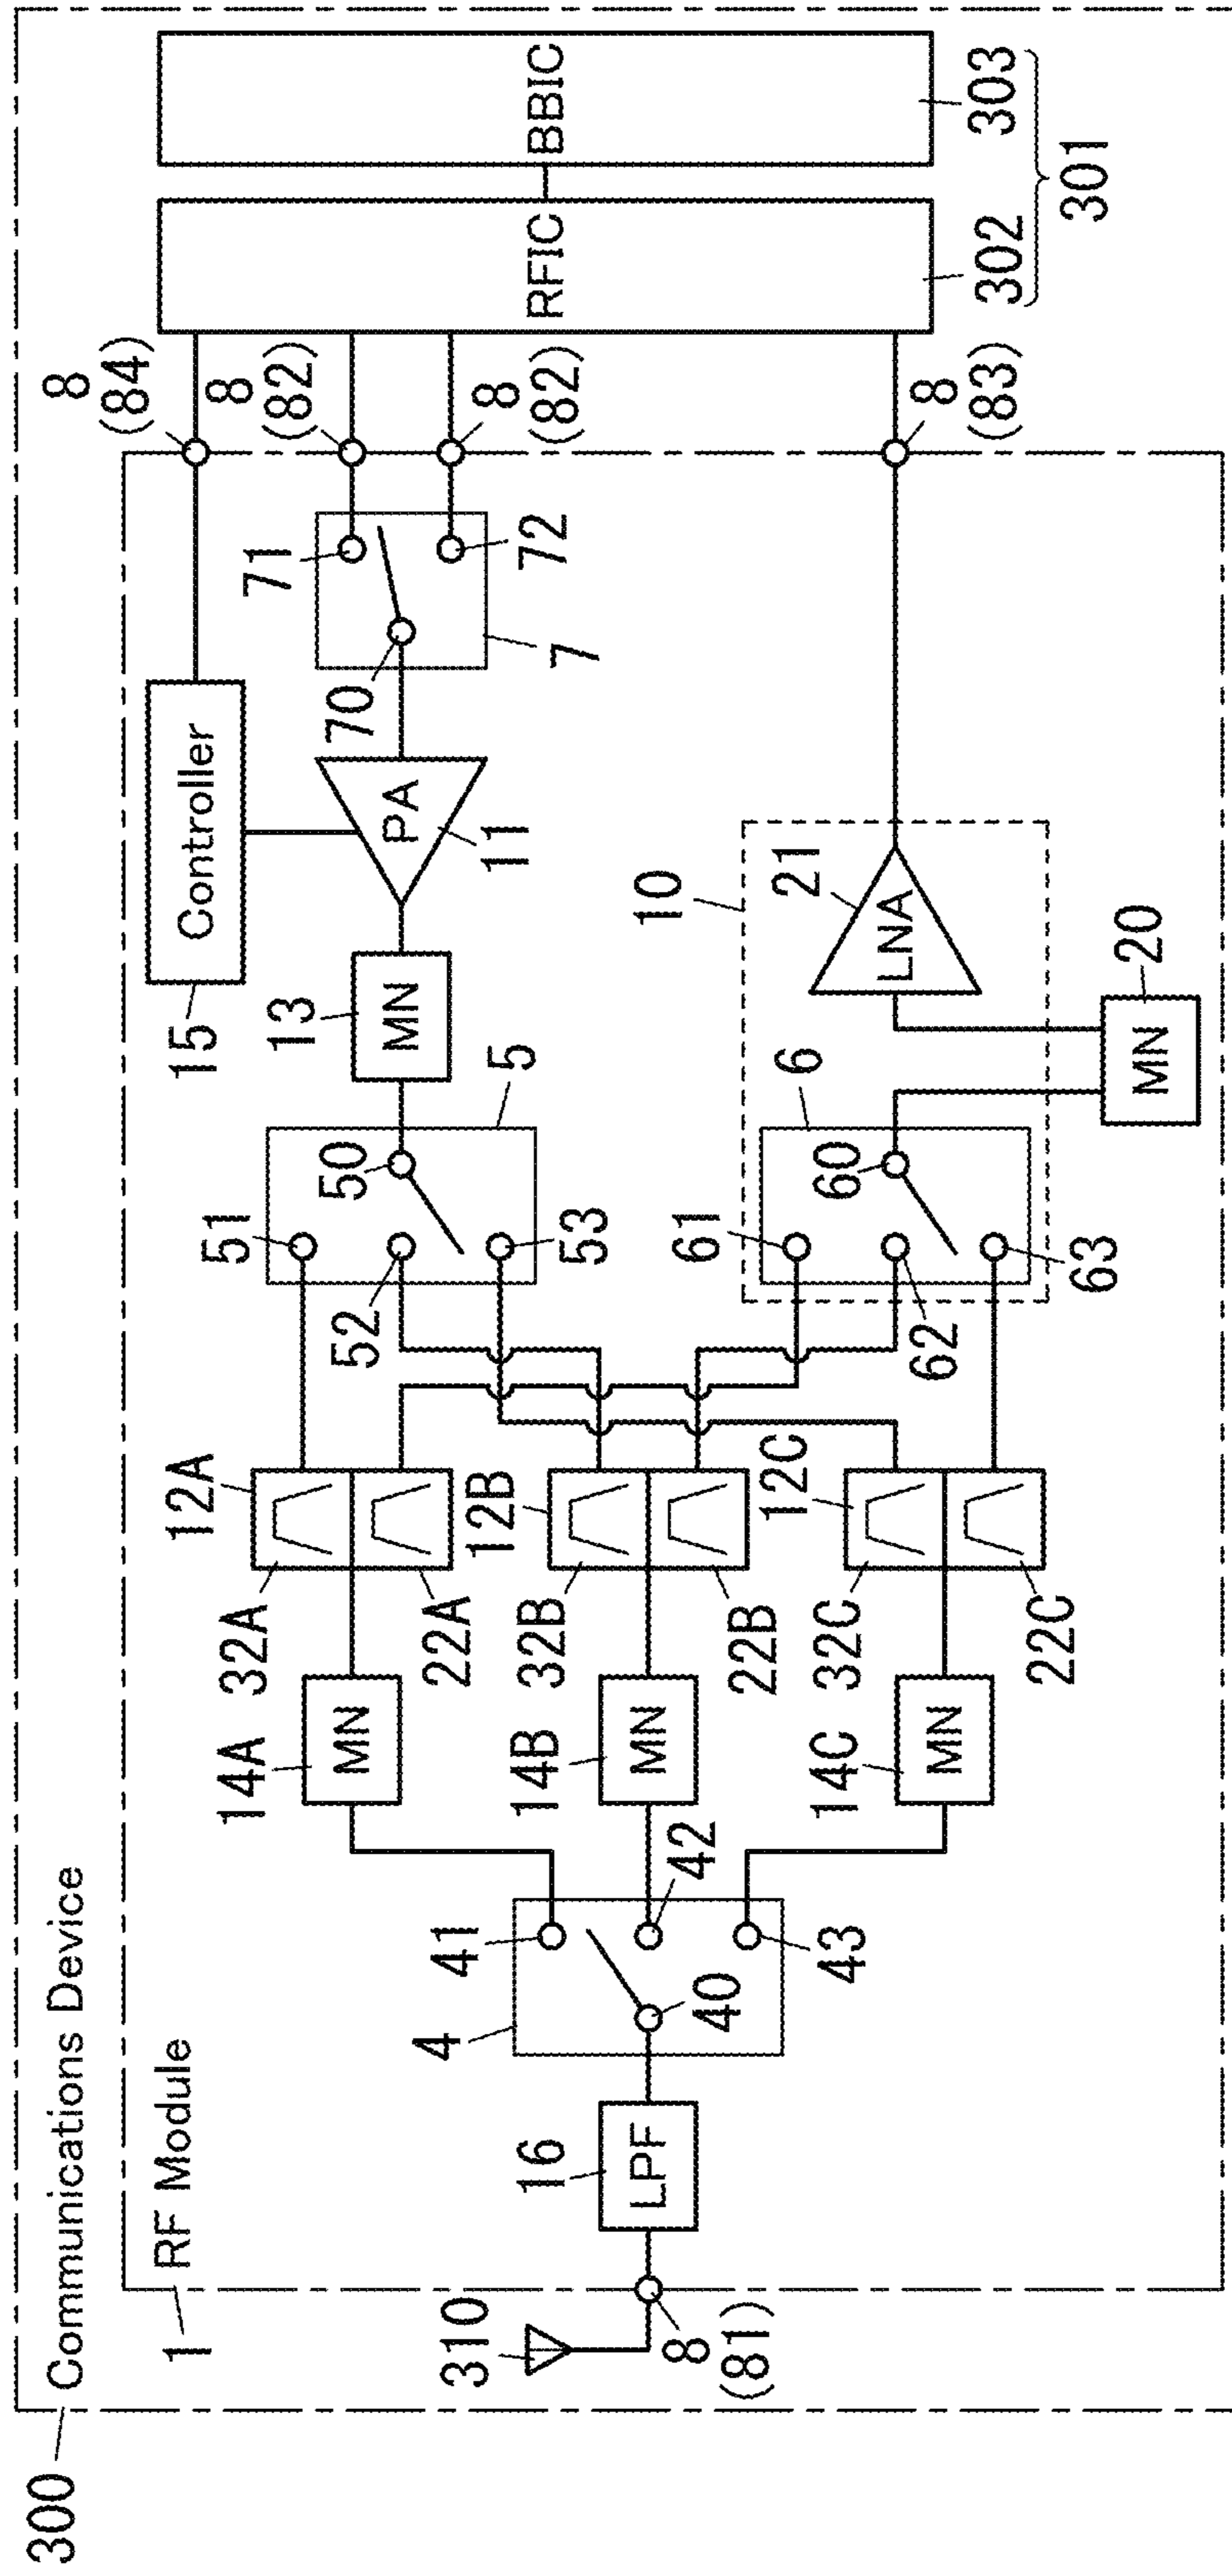 300
Communications Device
1
RF Module
310
8
(81)
16
LPF
4
40
41
42
43
14A
MN
14B
MN
14C
MN
12A
32A
22A
12B
32B
22B
12C
32C
22C
51
52
53
50
5
61
62
63
60
6
10
13
MN
15
Controller
PA
11
LNA
21
MN
20
70
71
72
7
8
(84)
8
(82)
8
(82)
8
(83)
RFIC
302
BBIC
303
301